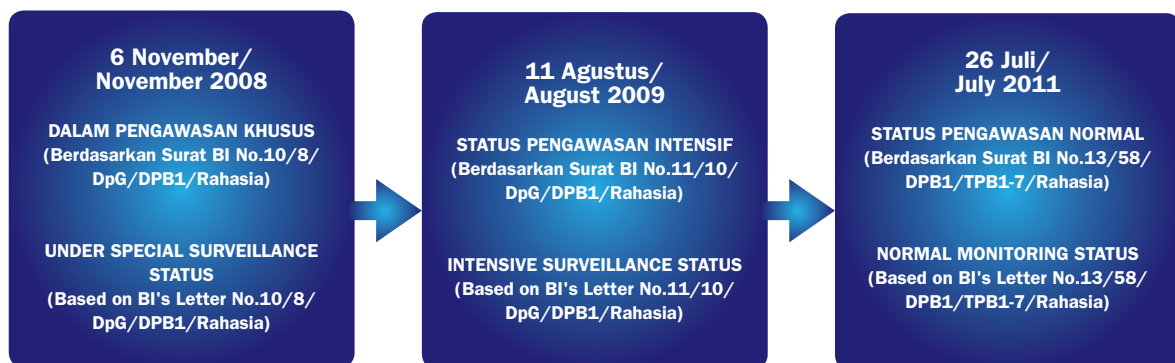 6 November/
November 2008
DALAM PENGAWASAN KHUSUS
(Berdasarkan Surat BI No.10/8/
DpG/DPB1/Rahasia)
UNDER SPECIAL SURVEILLANCE
STATUS
(Based on BI's Letter No.10/8/
DpG/DPB1/Rahasia)
11 Agustus/
August 2009
STATUS PENGAWASAN INTENSIF
(Berdasarkan Surat BI No.11/10/
DpG/DPB1/Rahasia)
INTENSIVE SURVEILLANCE STATUS
(Based on BI's Letter No.11/10/
DpG/DPB1/Rahasia)
26 Juli/
July 2011
STATUS PENGAWASAN NORMAL
(Berdasarkan Surat BI No.13/58/
DPB1/TPB1-7/Rahasia)
NORMAL MONITORING STATUS
(Based on BI's Letter No.13/58/
DPB1/TPB1-7/Rahasia)